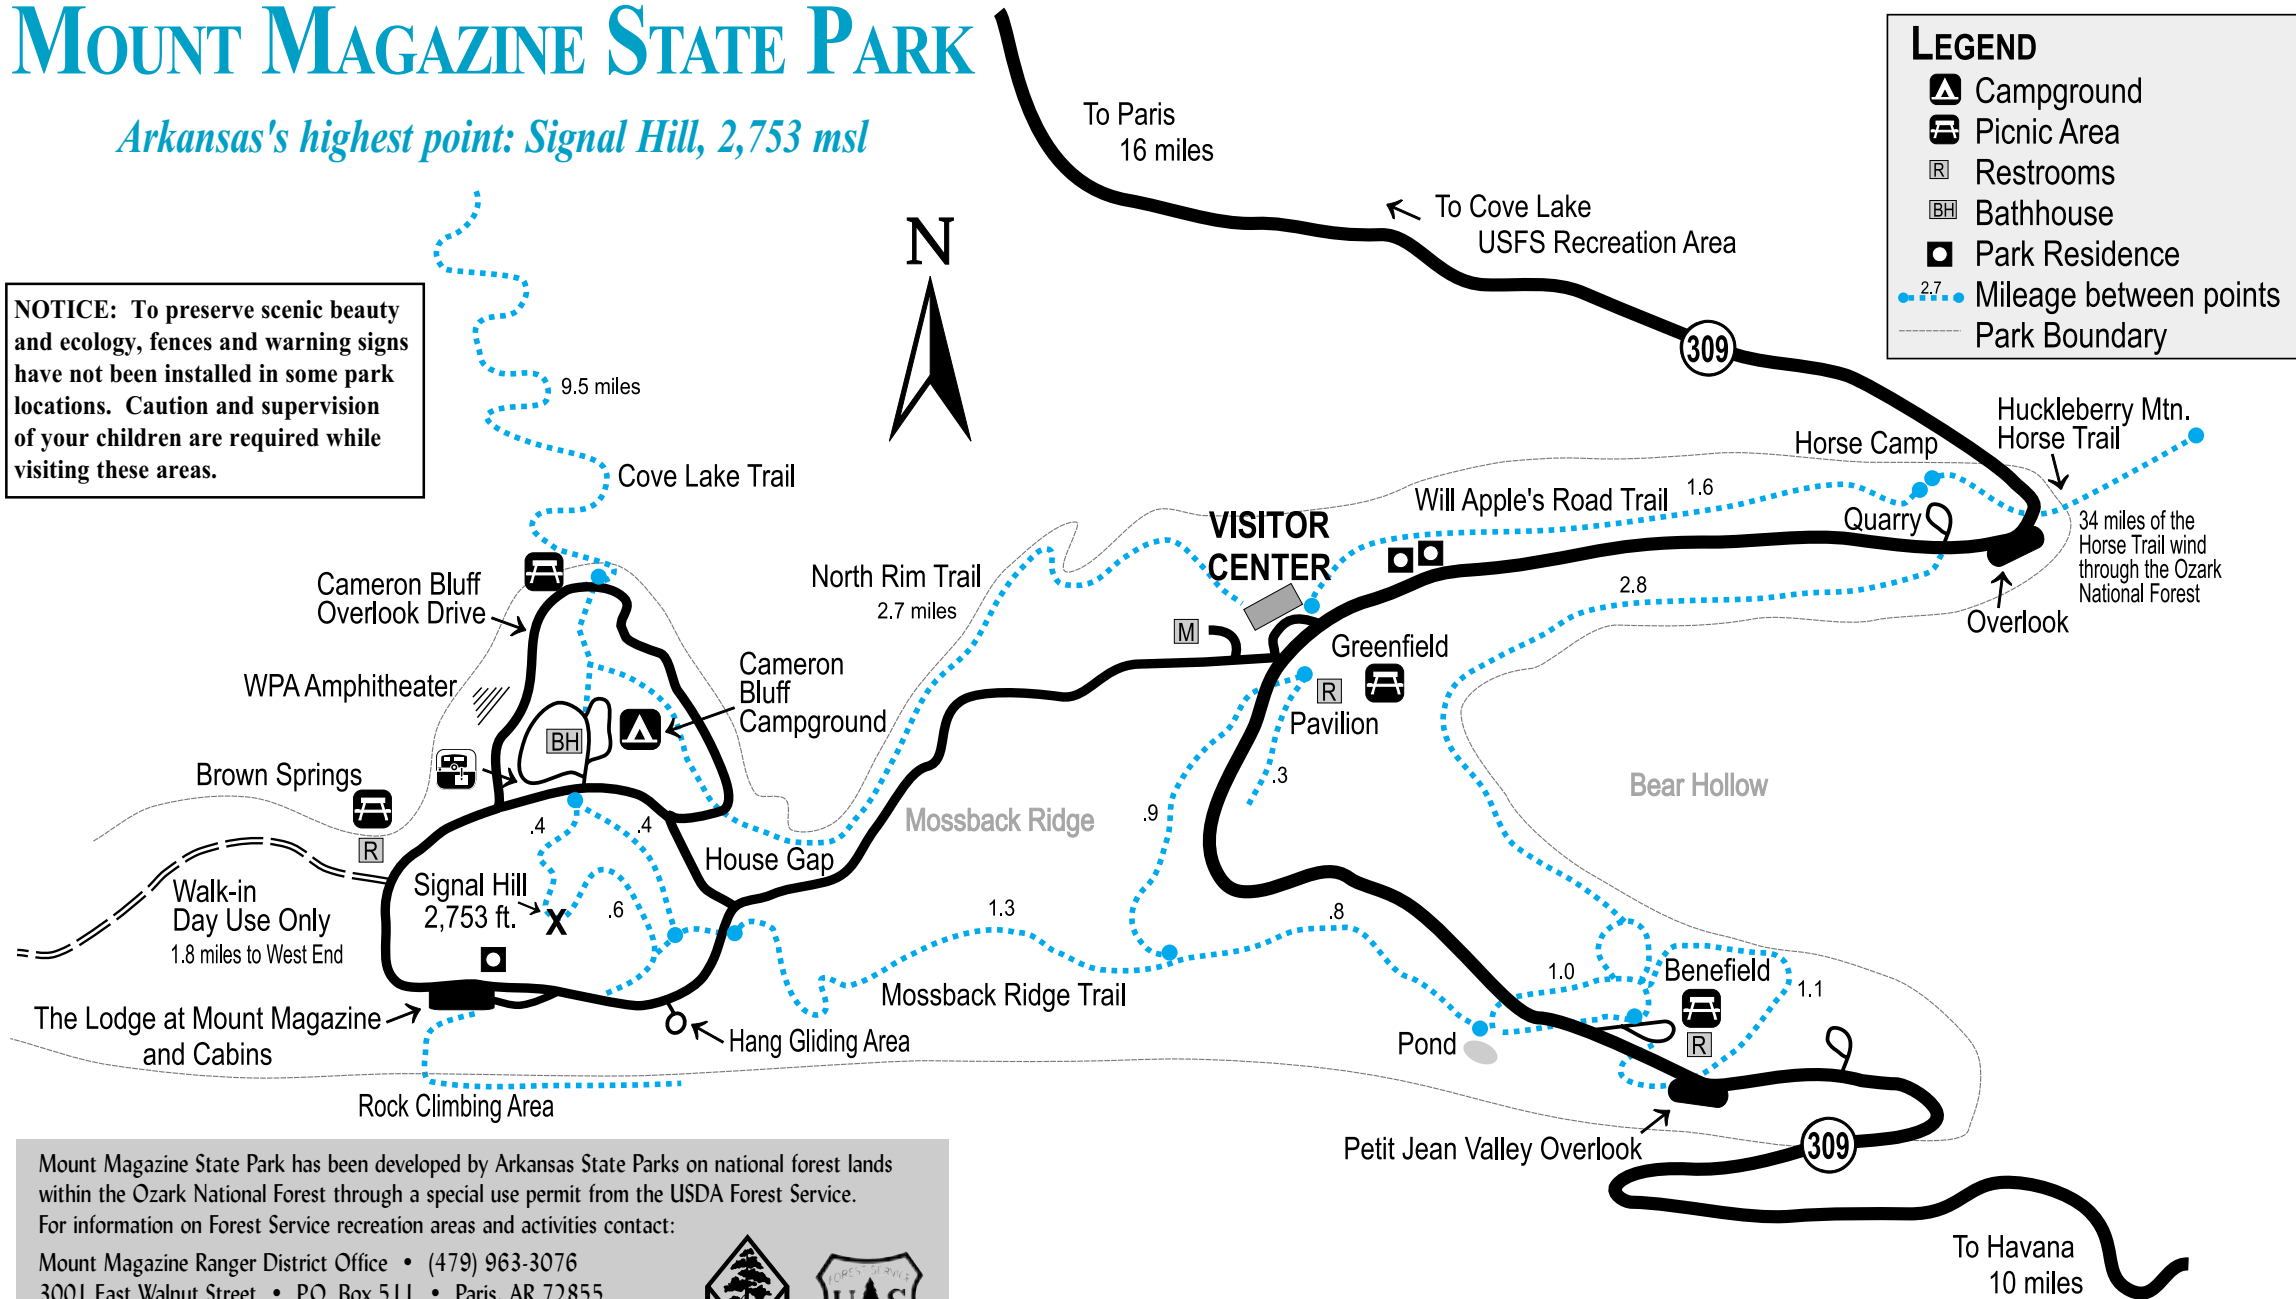 MOUNT MAGAZINE STATE PARK
Arkansas's highest point: Signal Hill, 2,753 msl
LEGEND
Campground
Picnic Area
R Restrooms
BH Bathhouse
Park Residence
2.7 Mileage between points
Park Boundary
To Paris
16 miles
To Cove Lake
USFS Recreation Area
N
309
NOTICE: To preserve scenic beauty
and ecology, fences and warning signs
have not been installed in some park
locations. Caution and supervision
of your children are required while
visiting these areas.
9.5 miles
Cove Lake Trail
Huckleberry Mtn.
Horse Trail
Horse Camp
Will Apple's Road Trail
1.6
Quarry
34 miles of the
Horse Trail wind
through the Ozark
National Forest
Overlook
VISITOR
CENTER
North Rim Trail
2.7 miles
2.8
Cameron Bluff
Overlook Drive
M
Greenfield
R
Pavilion
WPA Amphitheater
Cameron
Bluff
Campground
BH
Brown Springs
R
.3
.9
Bear Hollow
Mossback Ridge
.4
.4
House Gap
Walk-in
Day Use Only
1.8 miles to West End
Signal Hill
2,753 ft.
X
.6
1.3
.8
1.0
Benefield
R
1.1
Mossback Ridge Trail
The Lodge at Mount Magazine
and Cabins
Hang Gliding Area
Pond
Rock Climbing Area
Petit Jean Valley Overlook
309
To Havana
10 miles
Mount Magazine State Park has been developed by Arkansas State Parks on national forest lands
within the Ozark National Forest through a special use permit from the USDA Forest Service.
For information on Forest Service recreation areas and activities contact:
Mount Magazine Ranger District Office • (479) 963-3076
3001 East Walnut Street • P.O. Box 511 • Paris, AR 72855
FOREST SERVICE
U S